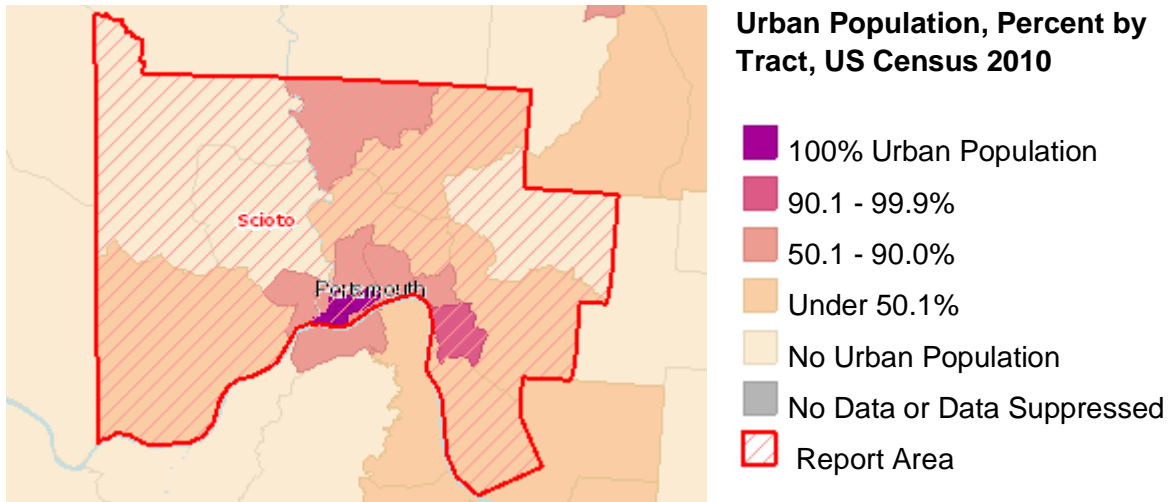 Urban Population, Percent by
Tract, US Census 2010
Scioto
Portsmouth
100% Urban Population
90.1 - 99.9%
50.1 - 90.0%
Under 50.1%
No Urban Population
No Data or Data Suppressed
Report Area